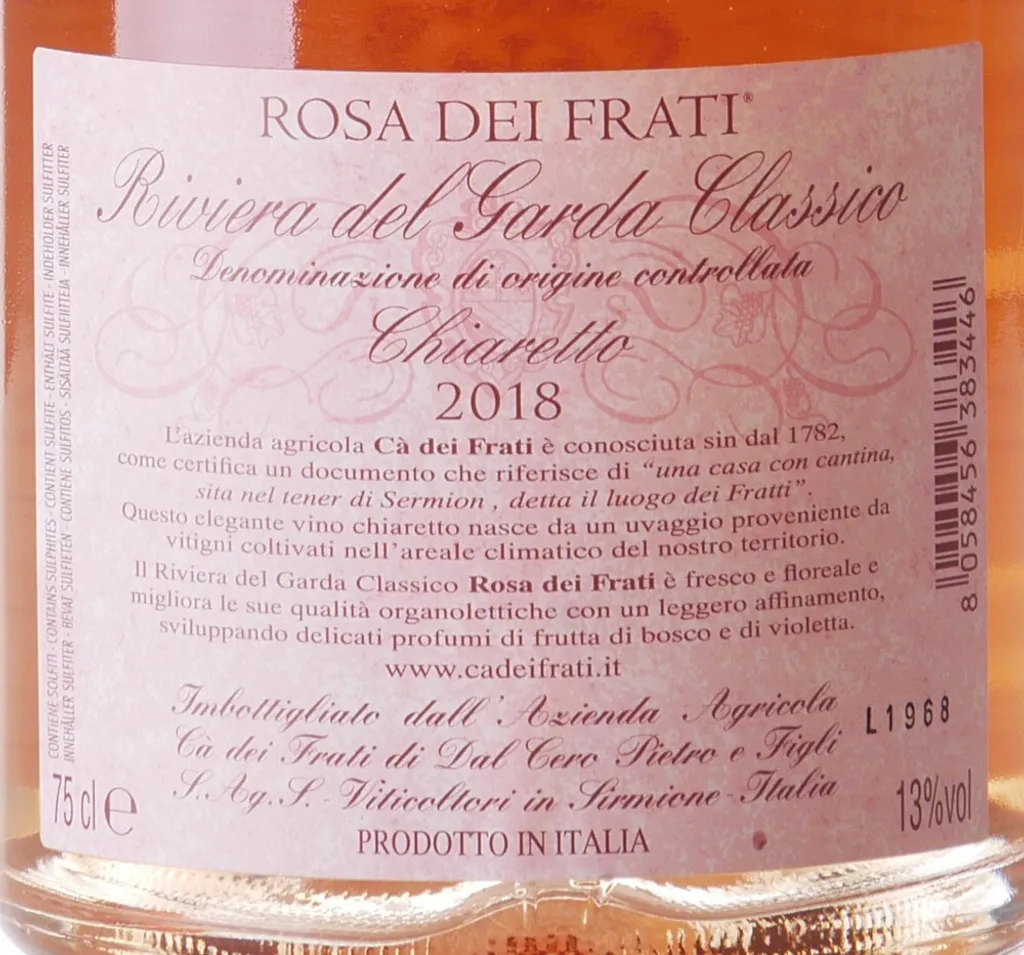 ROSA DEI FRATI®
Riviera del Garda Classico
Denominazione di origine controllata
Chiaretto
2018
L'azienda agricola Cà dei Frati è conosciuta sin dal 1782,
come certifica un documento che riferisce di “una casa con cantina,
sita nel tener di Sermion , detta il luogo dei Fratti”.
Questo elegante vino chiaretto nasce da un uvaggio proveniente da
vitigni coltivati nell'areale climatico del nostro territorio.
Il Riviera del Garda Classico Rosa dei Frati è fresco e floreale e
migliora le sue qualità organolettiche con un leggero affinamento,
sviluppando delicati profumi di frutta di bosco e di violetta.
www.cadeifrati.it
Imbottigliato dall'Azienda Agricola
Cà dei Frati di Dal Cero Pietro e Figli
S.Ag.S. - Viticoltori in Sirmione - Italia
PRODOTTO IN ITALIA
75 cl e
13%vol
L1968
8 058456 383446
CONTIENE SOLFITI - CONTAINS SULPHITES - CONTIENT SULFITE - ENTHÄLT SULFITE - INDEHOLDER SULFITTER
INNEHÅLLER SULFITER - BEVAT SULFIETEN - CONTIENE SULFITOS - SISÄLTÄÄ SULFIITTEJA - INNEHÅLLER SULFITER